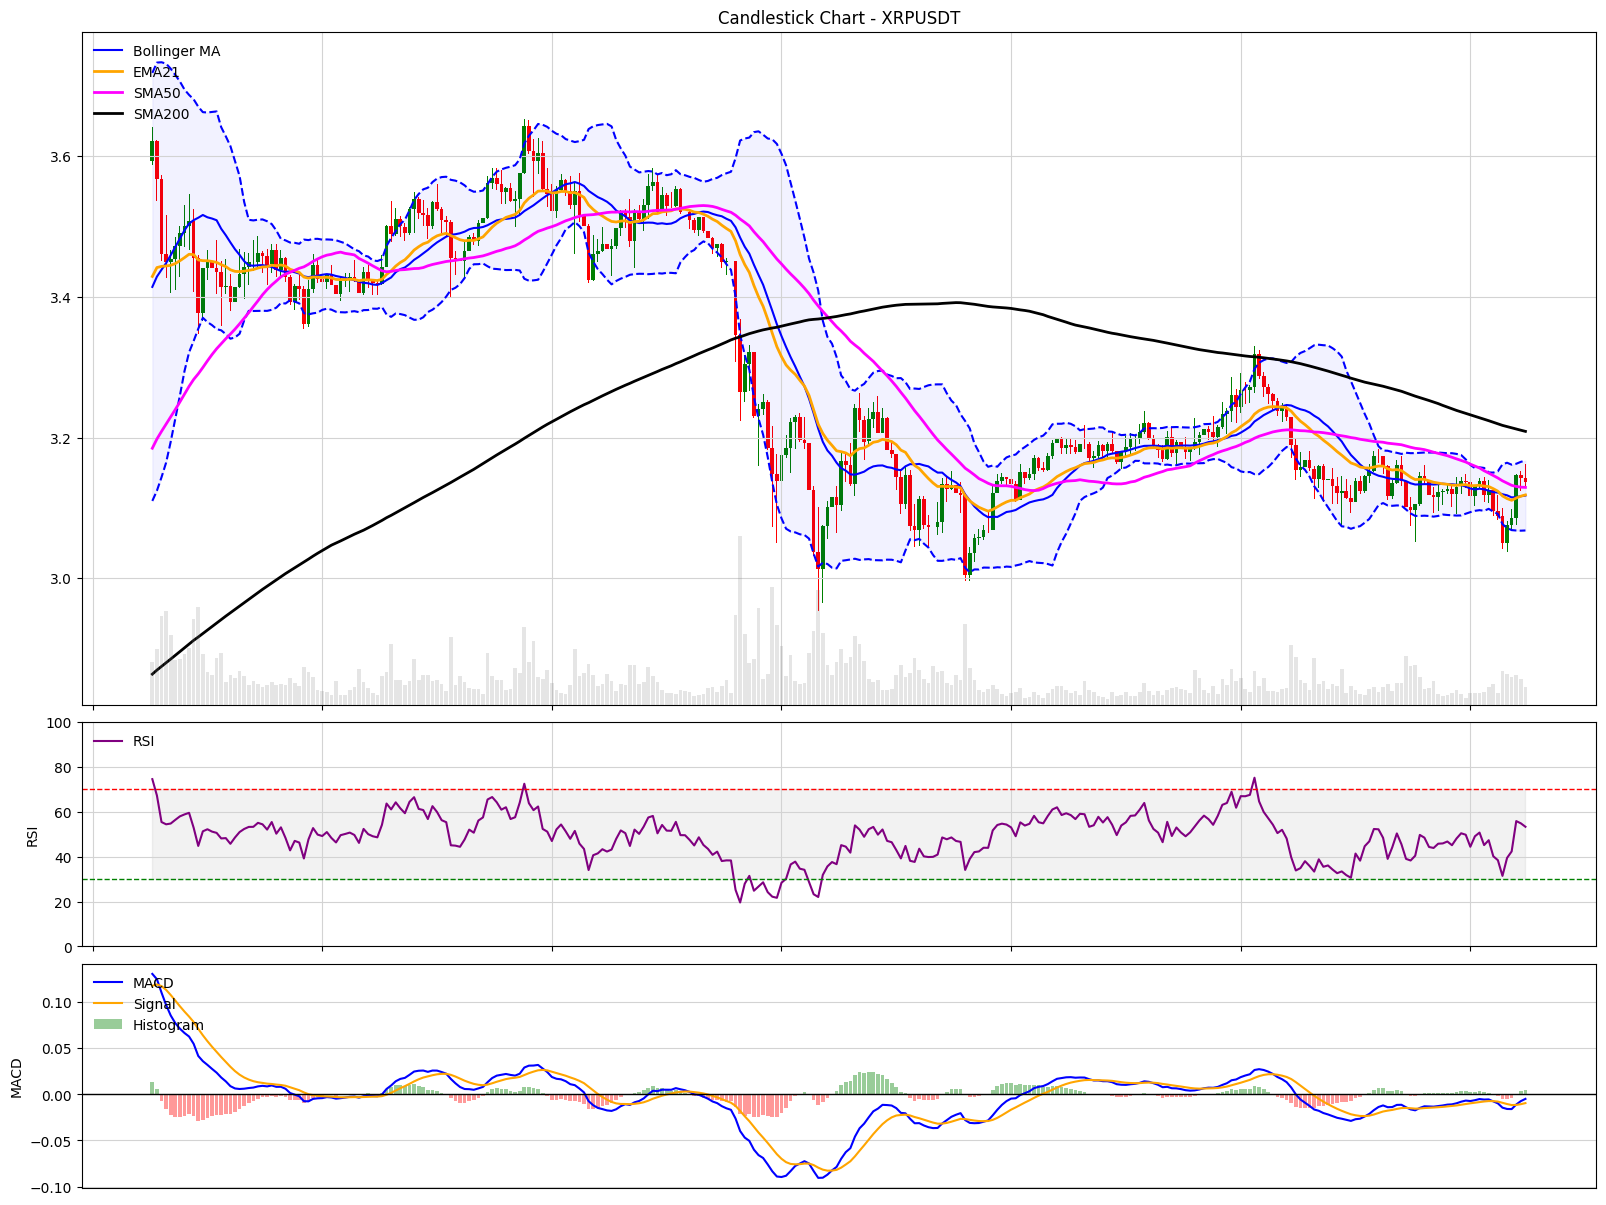 Candlestick Chart - XRPUSDT
Bollinger MA
EMA21
SMA50
SMA200
3.6
3.4
3.2
3.0
RSI
100
80
60
40
20
0
RSI
MACD
Signal
Histogram
0.10
0.05
0.00
−0.05
−0.10
MACD